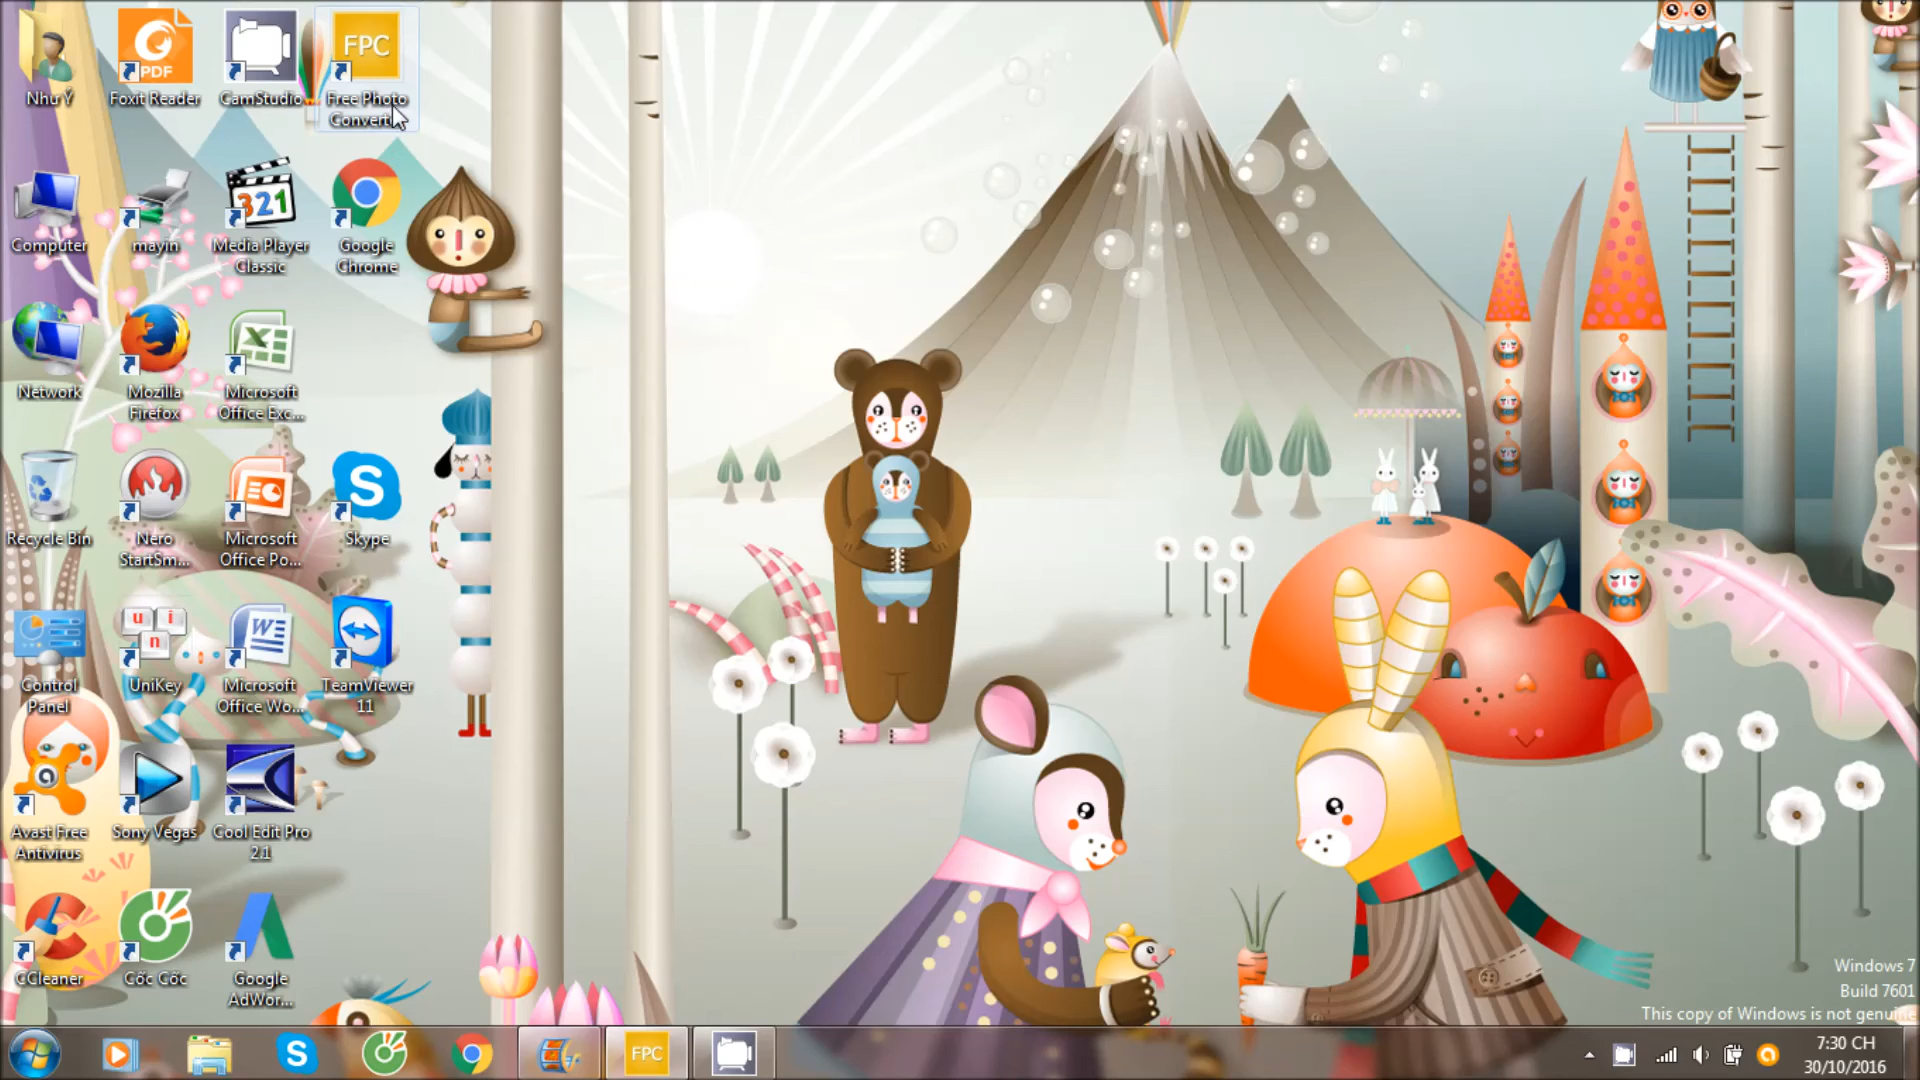 Như Ý
Foxit Reader
CamStudio
FPC
Free Photo
Convert
PDF
Computer
mayin
321
Media Player
Classic
Google
Chrome
Network
Mozilla
Firefox
Microsoft
Office Exc...
Recycle Bin
Nero
StartSm...
Microsoft
Office Po...
Skype
Control
Panel
u i
n
UniKey
Microsoft
Office Wo...
TeamViewer
11
Avast Free
Antivirus
Sony Vegas
Cool Edit Pro
2.1
CCleaner
Cốc Cốc
Google
AdWor...
Windows 7
Build 7601
This copy of Windows is not genuine
FPC
7:30 CH
30/10/2016